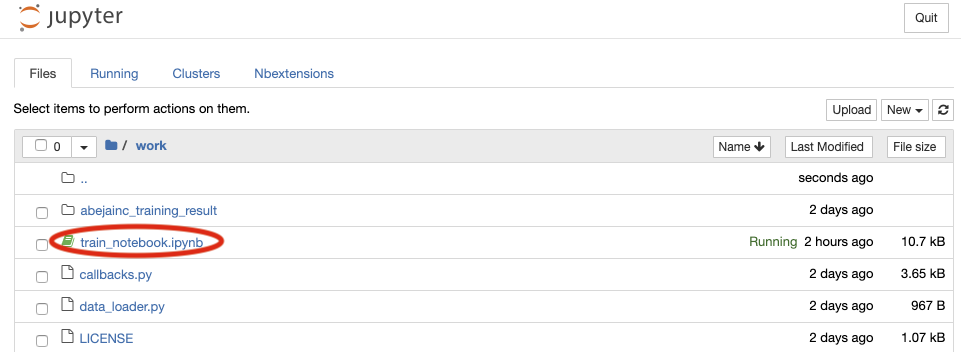 jupyter
Quit
Files Running Clusters Nbextensions
Select items to perform actions on them.
Upload New
0 / work Name Last Modified File size
.. seconds ago
abejainc_training_result 2 days ago
train_notebook.ipynb Running 2 hours ago 10.7 kB
callbacks.py 2 days ago 3.65 kB
data_loader.py 2 days ago 967 B
LICENSE 2 days ago 1.07 kB